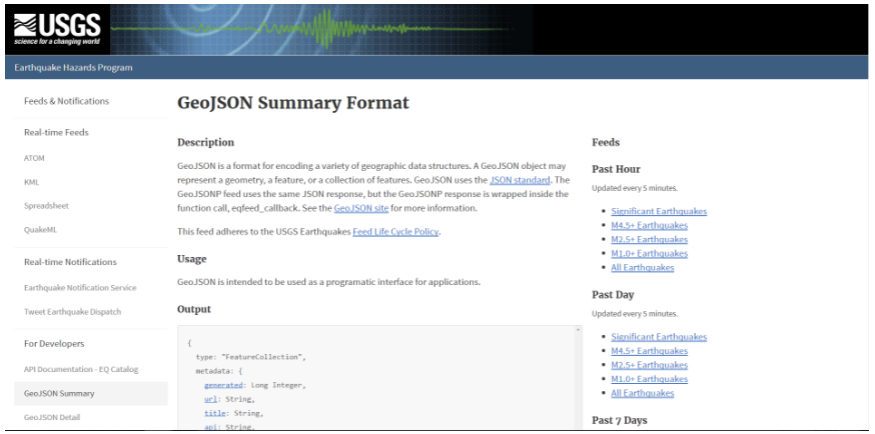 USGS
science for a changing world
Earthquake Hazards Program
Feeds & Notifications
Real-time Feeds
ATOM
KML
Spreadsheet
QuakeML
Real-time Notifications
Earthquake Notification Service
Tweet Earthquake Dispatch
For Developers
API Documentation - EQ Catalog
GeoJSON Summary
GeoJSON Detail
GeoJSON Summary Format
Description
GeoJSON is a format for encoding a variety of geographic data structures. A GeoJSON object may
represent a geometry, a feature, or a collection of features. GeoJSON uses the JSON standard. The
GeoJSONP feed uses the same JSON response, but the GeoJSONP response is wrapped inside the
function call, eqfeed_callback. See the GeoJSON site for more information.
This feed adheres to the USGS Earthquakes Feed Life Cycle Policy.
Usage
GeoJSON is intended to be used as a programatic interface for applications.
Output
{
type: "FeatureCollection",
metadata: {
generated: Long Integer,
url: String,
title: String,
api: String,
Feeds
Past Hour
Updated every 5 minutes.
• Significant Earthquakes
• M4.5+ Earthquakes
• M2.5+ Earthquakes
• M1.0+ Earthquakes
• All Earthquakes
Past Day
Updated every 5 minutes.
• Significant Earthquakes
• M4.5+ Earthquakes
• M2.5+ Earthquakes
• M1.0+ Earthquakes
• All Earthquakes
Past 7 Days